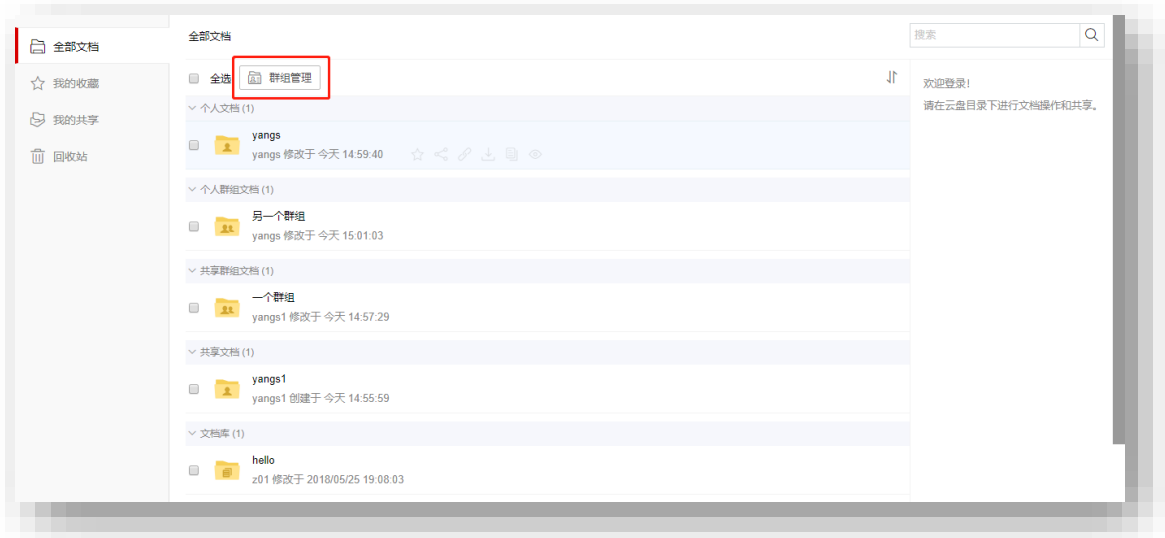 全部文档
我的收藏
我的共享
回收站
全部文档
搜索
全选
群组管理
个人文档 (1)
yangs
yangs 修改于 今天 14:59:40
个人群组文档 (1)
另一个群组
yangs 修改于 今天 15:01:03
共享群组文档 (1)
一个群组
yangs1 修改于 今天 14:57:29
共享文档 (1)
yangs1
yangs1 创建于 今天 14:55:59
文档库 (1)
hello
z01 修改于 2018/05/25 19:08:03
欢迎登录!
请在云盘目录下进行文档操作和共享。